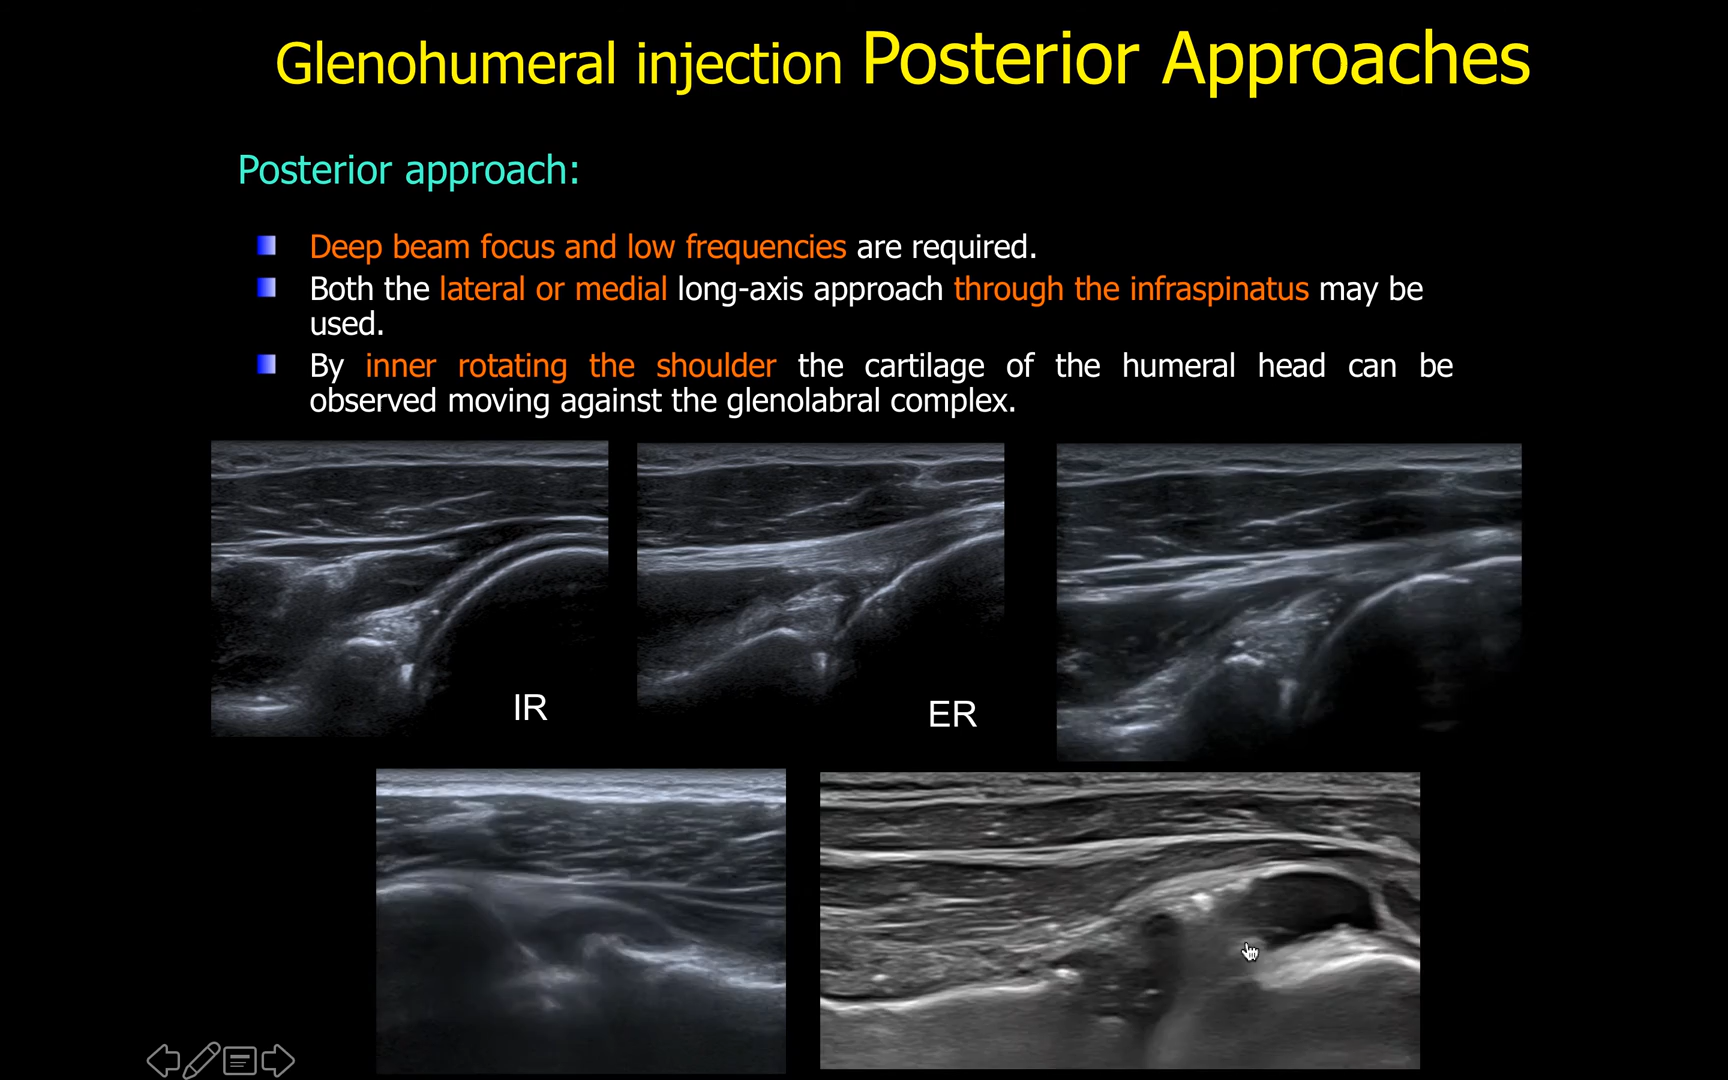 Glenohumeral injection Posterior Approaches
Posterior approach:
Deep beam focus and low frequencies are required.
Both the lateral or medial long-axis approach through the infraspinatus may be
used.
By inner rotating the shoulder the cartilage of the humeral head can be
observed moving against the glenolabral complex.
IR
ER